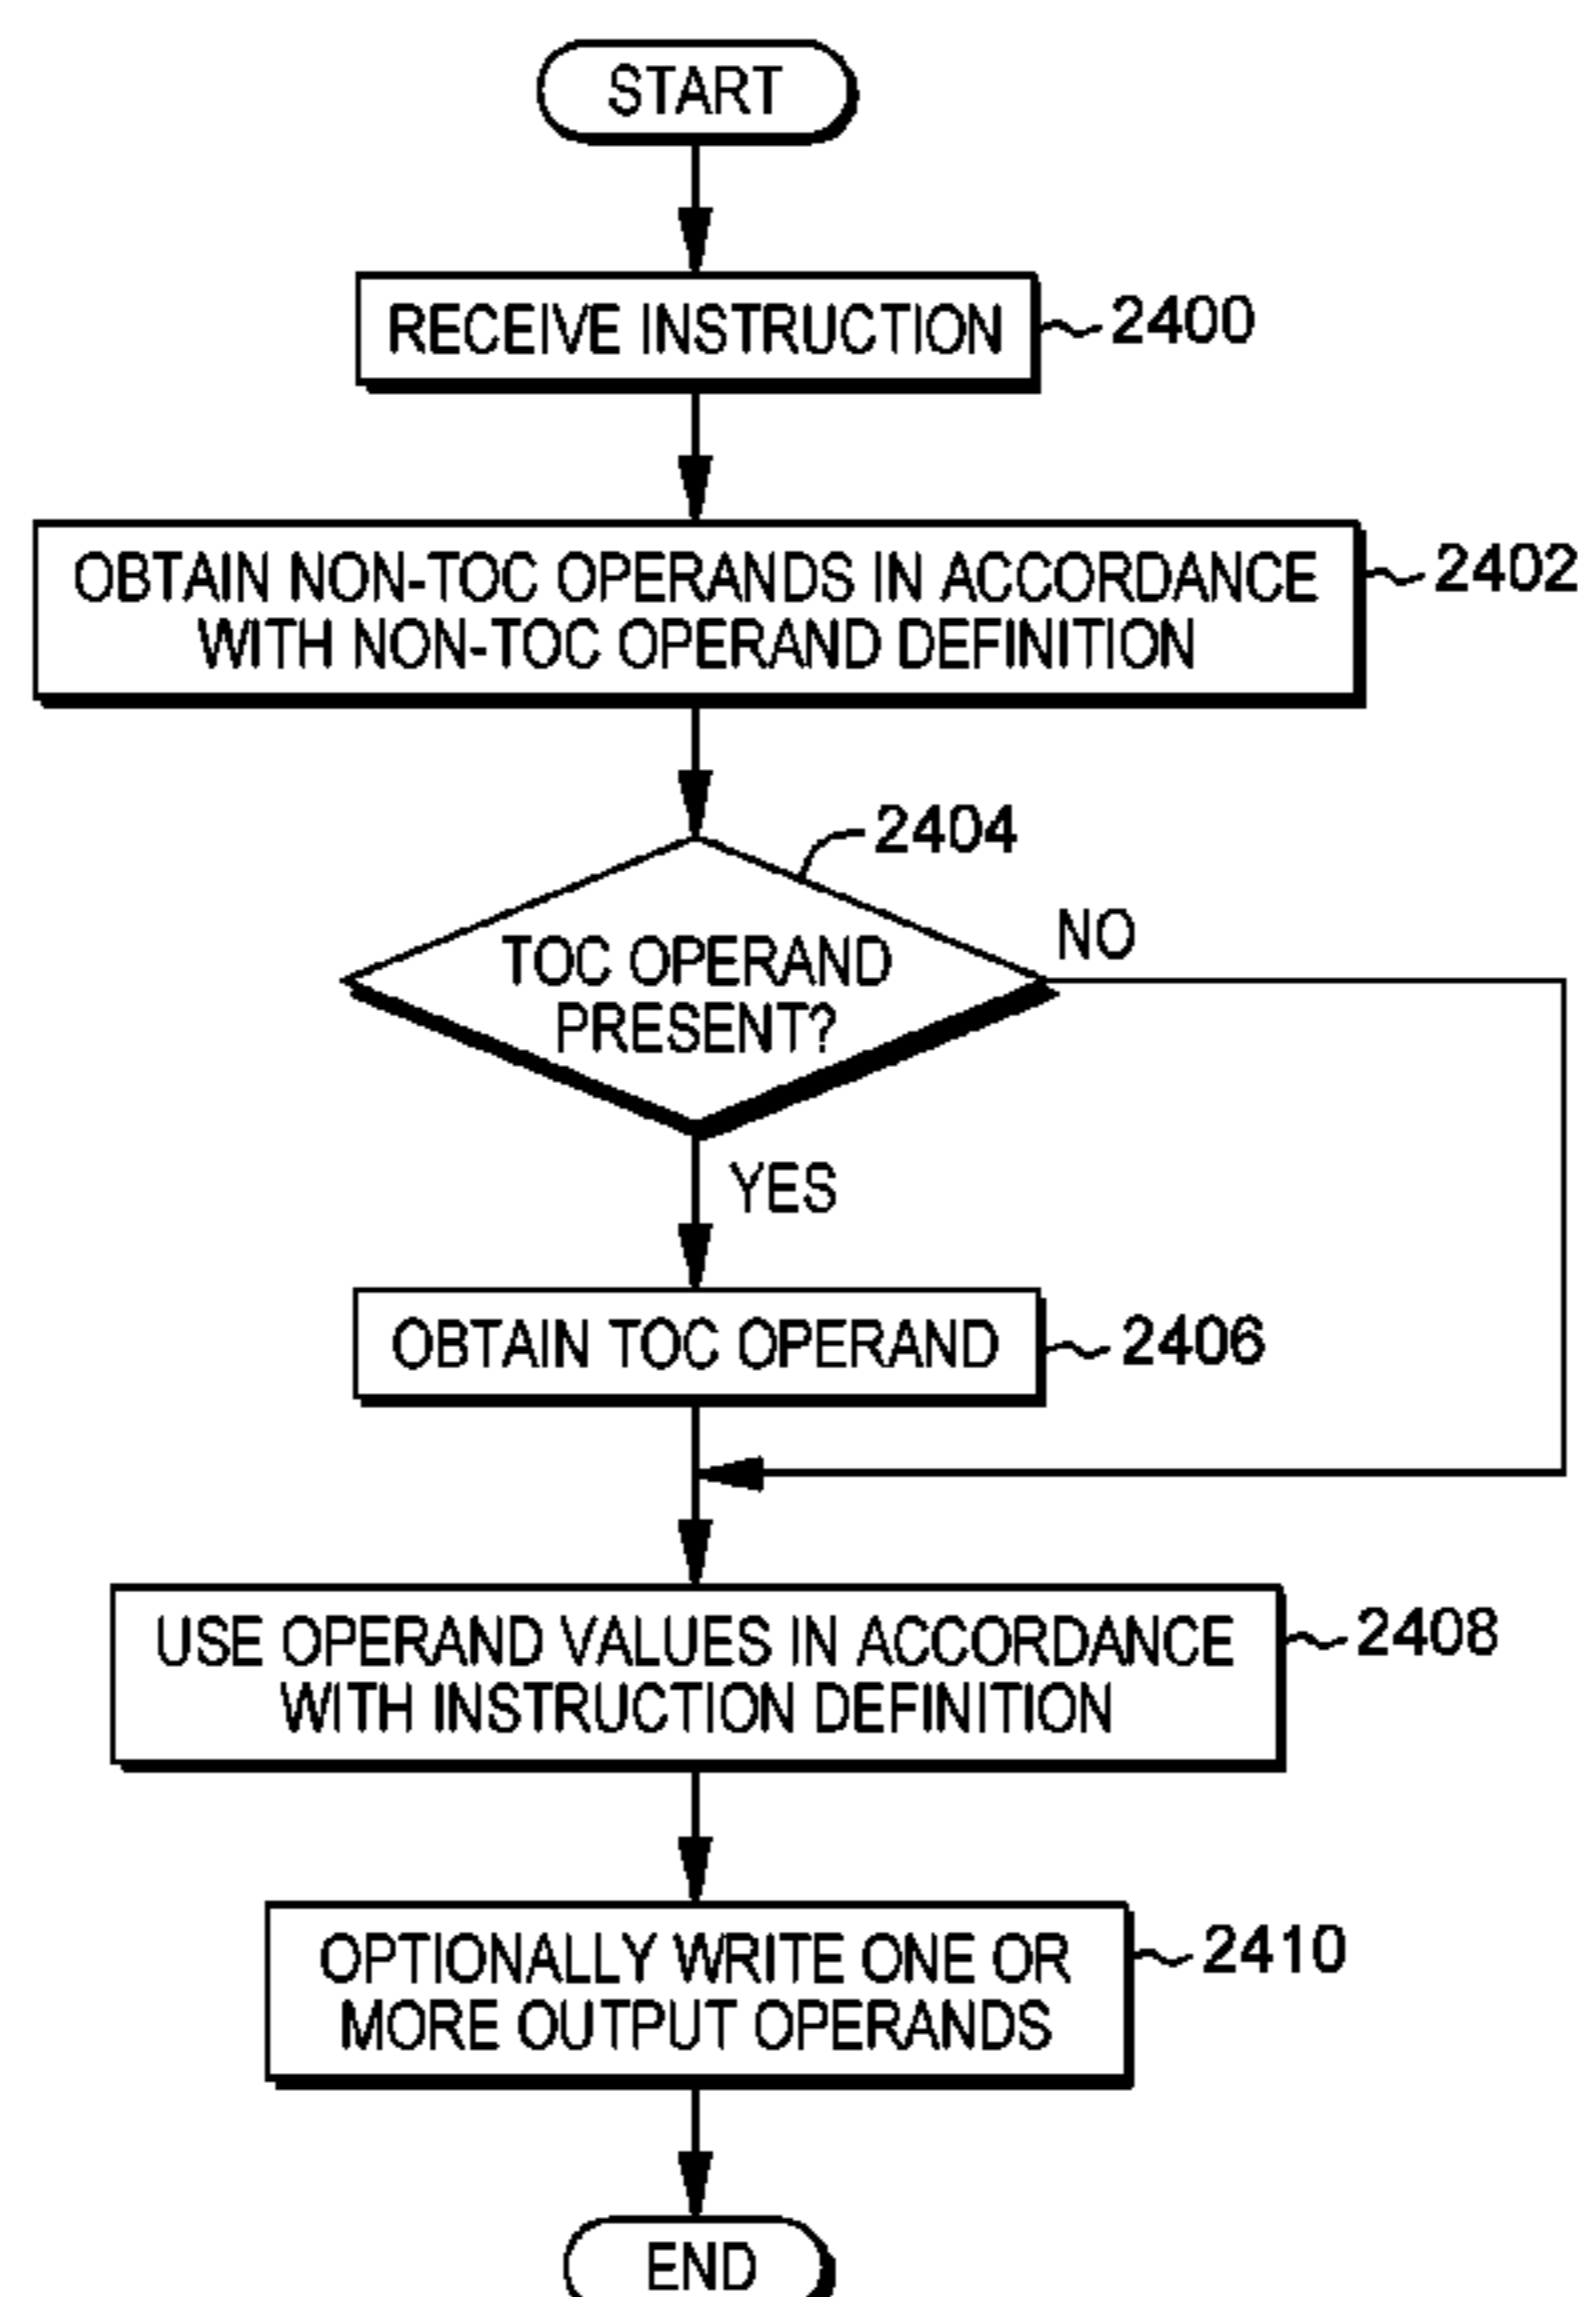 START
RECEIVE INSTRUCTION
2400
OBTAIN NON-TOC OPERANDS IN ACCORDANCE
WITH NON-TOC OPERAND DEFINITION
2402
2404
TOC OPERAND
PRESENT?
NO
YES
OBTAIN TOC OPERAND
2406
USE OPERAND VALUES IN ACCORDANCE
WITH INSTRUCTION DEFINITION
2408
OPTIONALLY WRITE ONE OR
MORE OUTPUT OPERANDS
2410
END